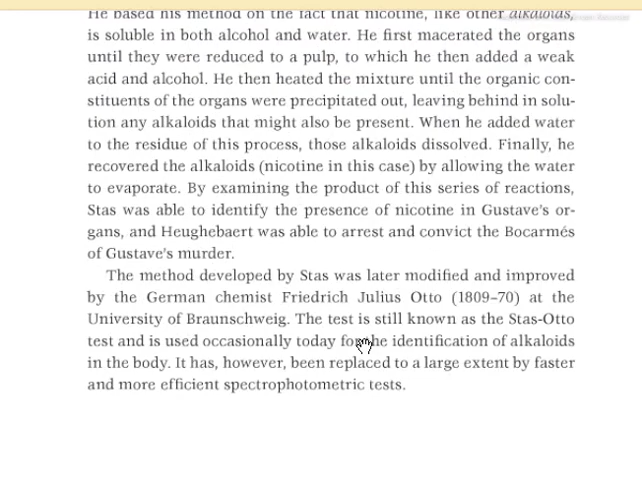 He based his method on the fact that nicotine, like other alkaloids,
is soluble in both alcohol and water. He first macerated the organs
until they were reduced to a pulp, to which he then added a weak
acid and alcohol. He then heated the mixture until the organic con-
stituents of the organs were precipitated out, leaving behind in solu-
tion any alkaloids that might also be present. When he added water
to the residue of this process, those alkaloids dissolved. Finally, he
recovered the alkaloids (nicotine in this case) by allowing the water
to evaporate. By examining the product of this series of reactions,
Stas was able to identify the presence of nicotine in Gustave's or-
gans, and Heughebaert was able to arrest and convict the Bocarmés
of Gustave's murder.
The method developed by Stas was later modified and improved
by the German chemist Friedrich Julius Otto (1809–70) at the
University of Braunschweig. The test is still known as the Stas-Otto
test and is used occasionally today for the identification of alkaloids
in the body. It has, however, been replaced to a large extent by faster
and more efficient spectrophotometric tests.